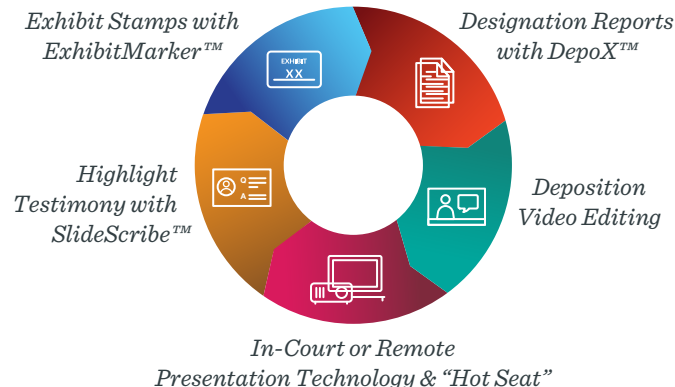 Exhibit Stamps with
ExhibitMarker™
Designation Reports
with DepoX™
EXHIBIT
XX
Q
A
Highlight
Testimony with
SlideScribe™
Deposition
Video Editing
In-Court or Remote
Presentation Technology & “Hot Seat”